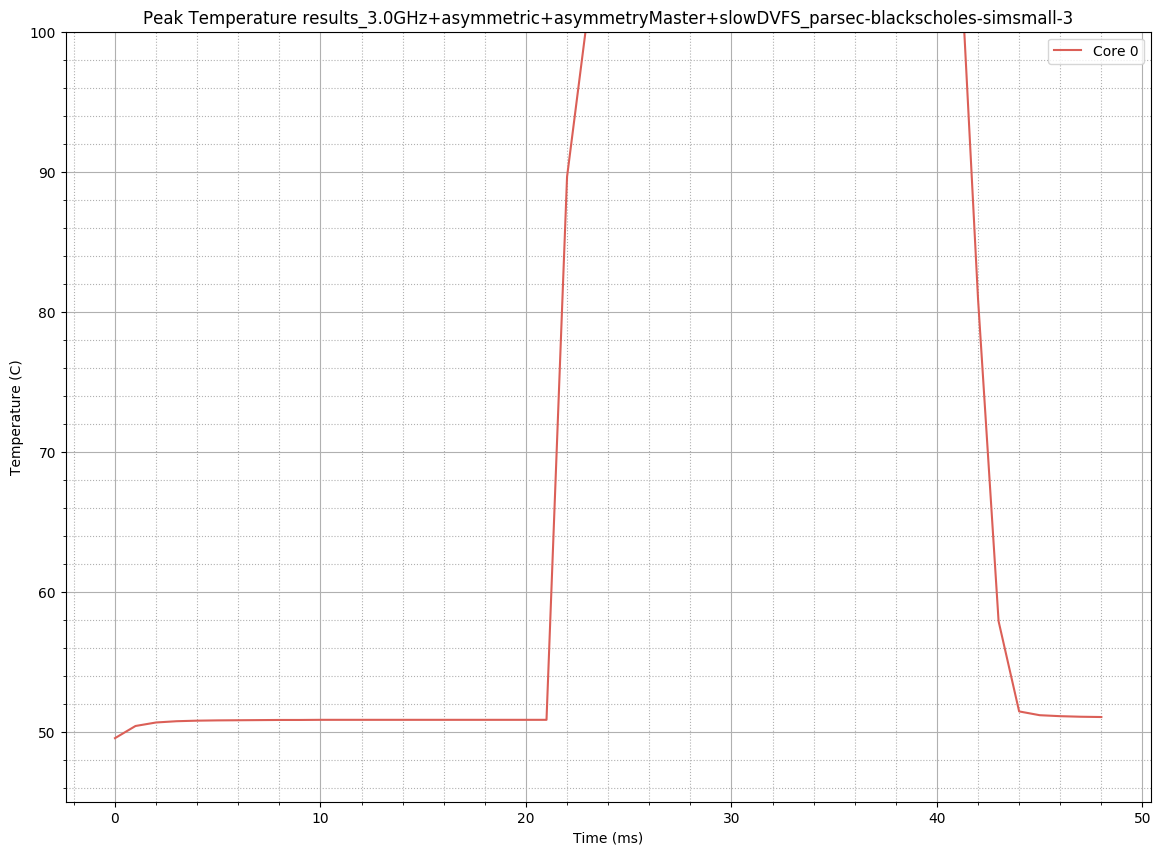 Peak Temperature results_3.0GHz+asymmetric+asymmetryMaster+slowDVFS_parsec-blackscholes-simsmall-3
Core 0
100
90
80
70
60
50
Temperature (C)
0 10 20 30 40 50
Time (ms)